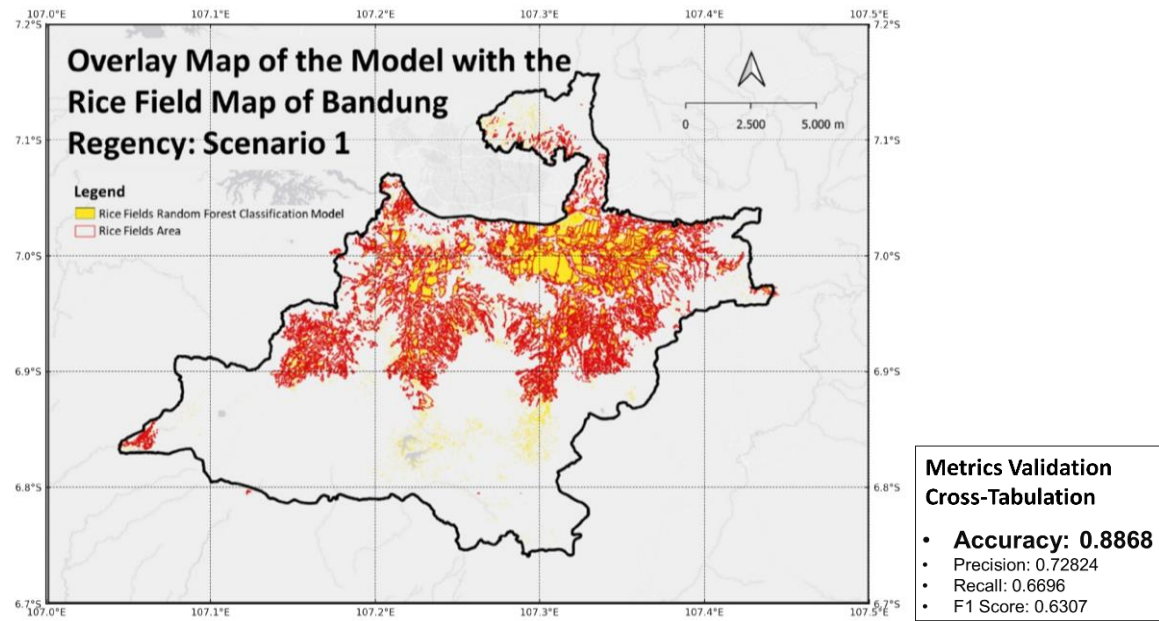 107.0°E 107.1°E 107.2°E 107.3°E 107.4°E 107.5°E
7.2°S 7.2°S
Overlay Map of the Model with the
Rice Field Map of Bandung
Regency: Scenario 1
0 2.500 5.000 m
7.1°S 7.1°S
Legend
Rice Fields Random Forest Classification Model
Rice Fields Area
7.0°S 7.0°S
6.9°S 6.9°S
6.8°S 6.8°S
6.7°S 6.7°S
107.0°E 107.1°E 107.2°E 107.3°E 107.4°E 107.5°E
Metrics Validation
Cross-Tabulation
• Accuracy: 0.8868
• Precision: 0.72824
• Recall: 0.6696
• F1 Score: 0.6307